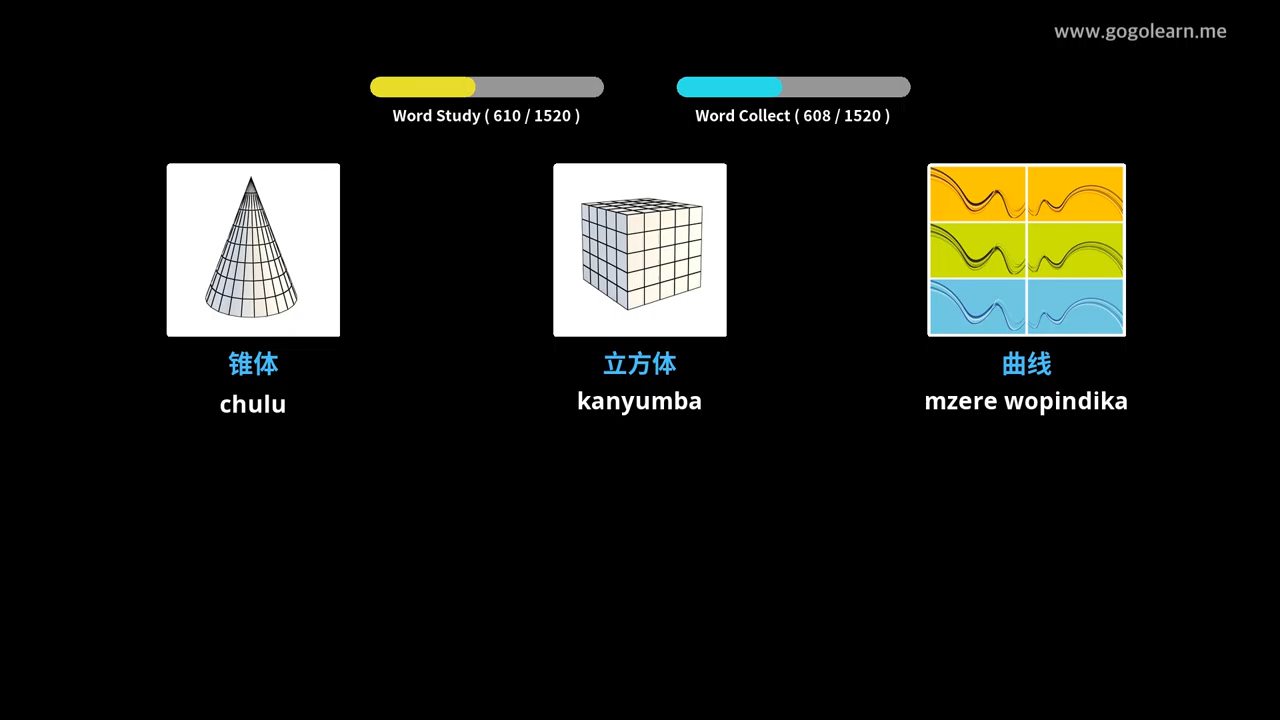 www.gogolearn.me
Word Study ( 610 / 1520 )
Word Collect ( 608 / 1520 )
锥体
chulu
立方体
kanyumba
曲线
mzere wopindika